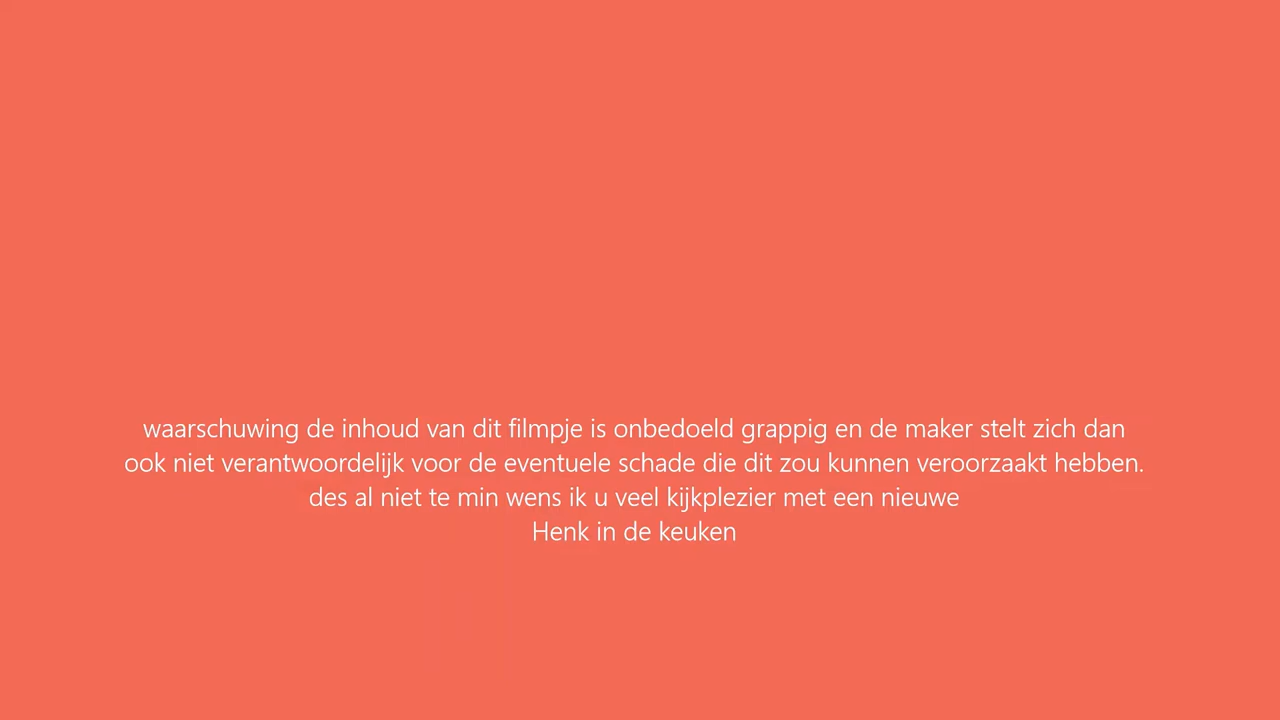 waarschuwing de inhoud van dit filmpje is onbedoeld grappig en de maker stelt zich dan
ook niet verantwoordelijk voor de eventuele schade die dit zou kunnen veroorzaakt hebben.
des al niet te min wens ik u veel kijkplezier met een nieuwe
Henk in de keuken